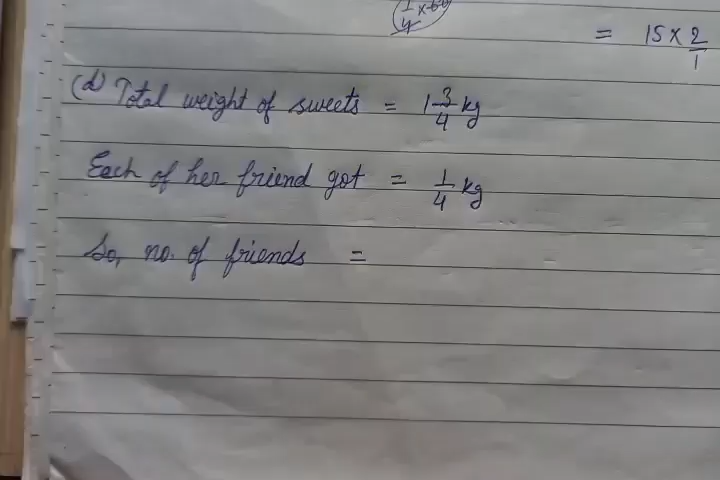 = 15 × 2/1
(d) Total weight of sweets = 1 3/4 kg
Each of her friend got = 1/4 kg
So, no. of friends =